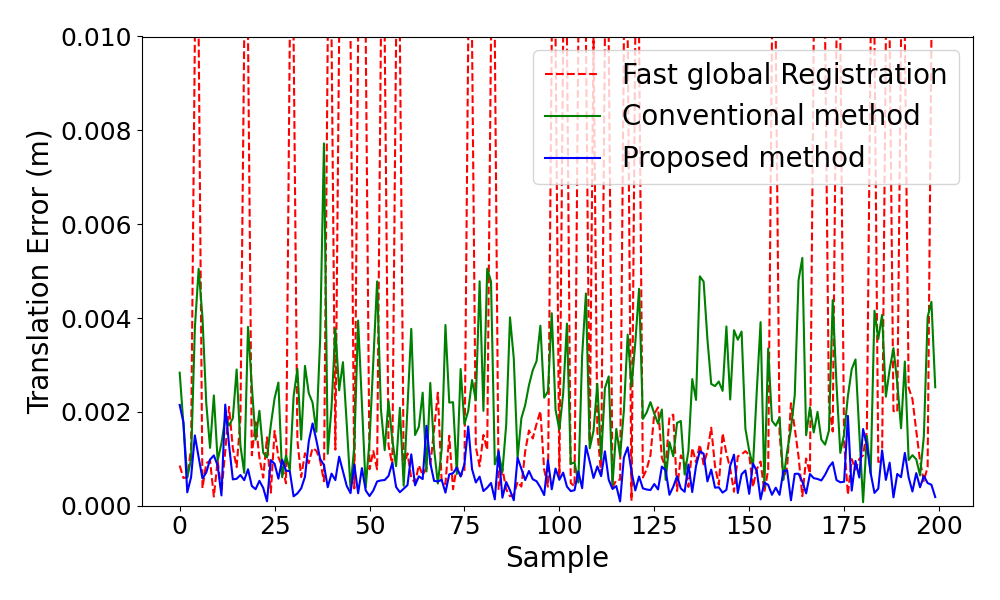 Fast global Registration
Conventional method
Proposed method
Translation Error (m)
0.010
0.008
0.006
0.004
0.002
0.000
0 25 50 75 100 125 150 175 200
Sample